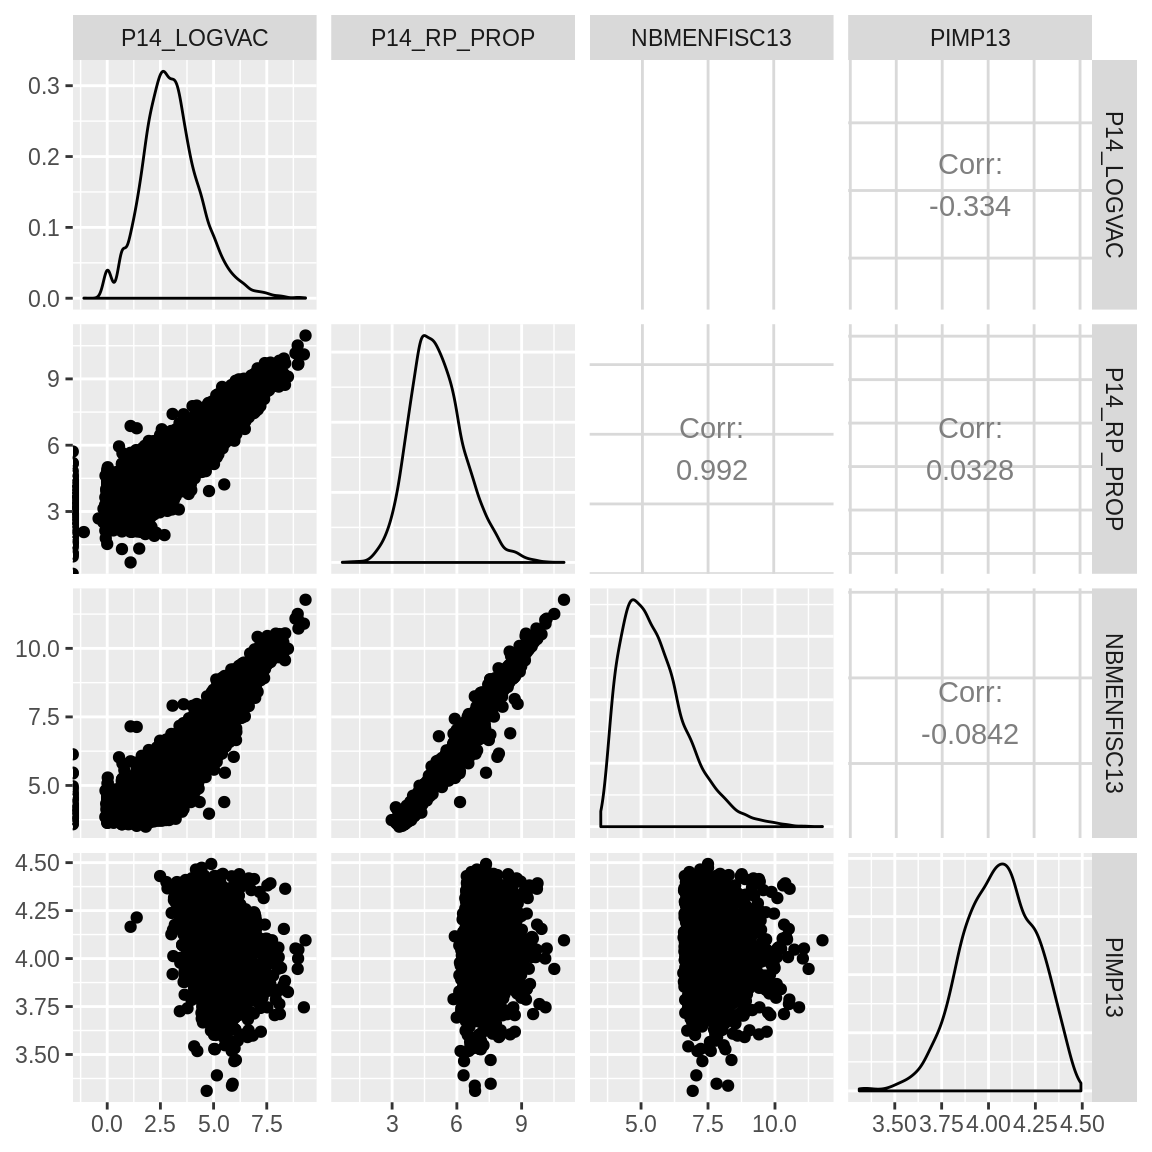 P14_LOGVAC P14_RP_PROP NBMENFISC13 PIMP13
0.3
0.2
0.1
0.0
Corr:
-0.334
P14_LOGVAC
9
6
3
Corr:
0.992
Corr:
0.0328
P14_RP_PROP
10.0
7.5
5.0
Corr:
-0.0842
NBMENFISC13
4.50
4.25
4.00
3.75
3.50
PIMP13
0.0 2.5 5.0 7.5 3 6 9 5.0 7.5 10.0 3.50 3.75 4.00 4.25 4.50